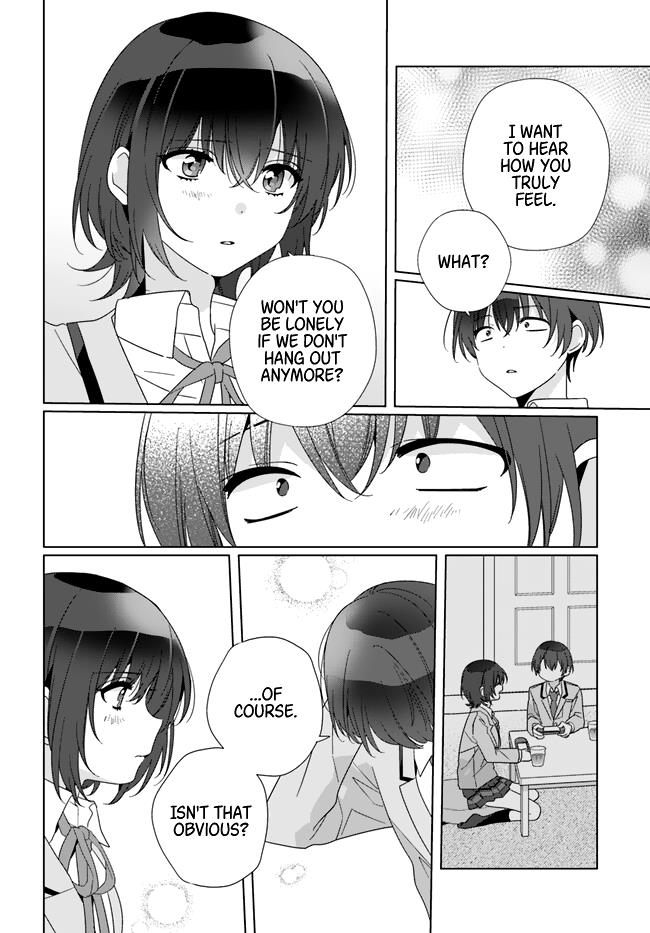 I WANT
TO HEAR
HOW YOU
TRULY
FEEL.
WHAT?
WON'T YOU
BE LONELY
IF WE DON'T
HANG OUT
ANYMORE?
...OF
COURSE.
ISN'T THAT
OBVIOUS?